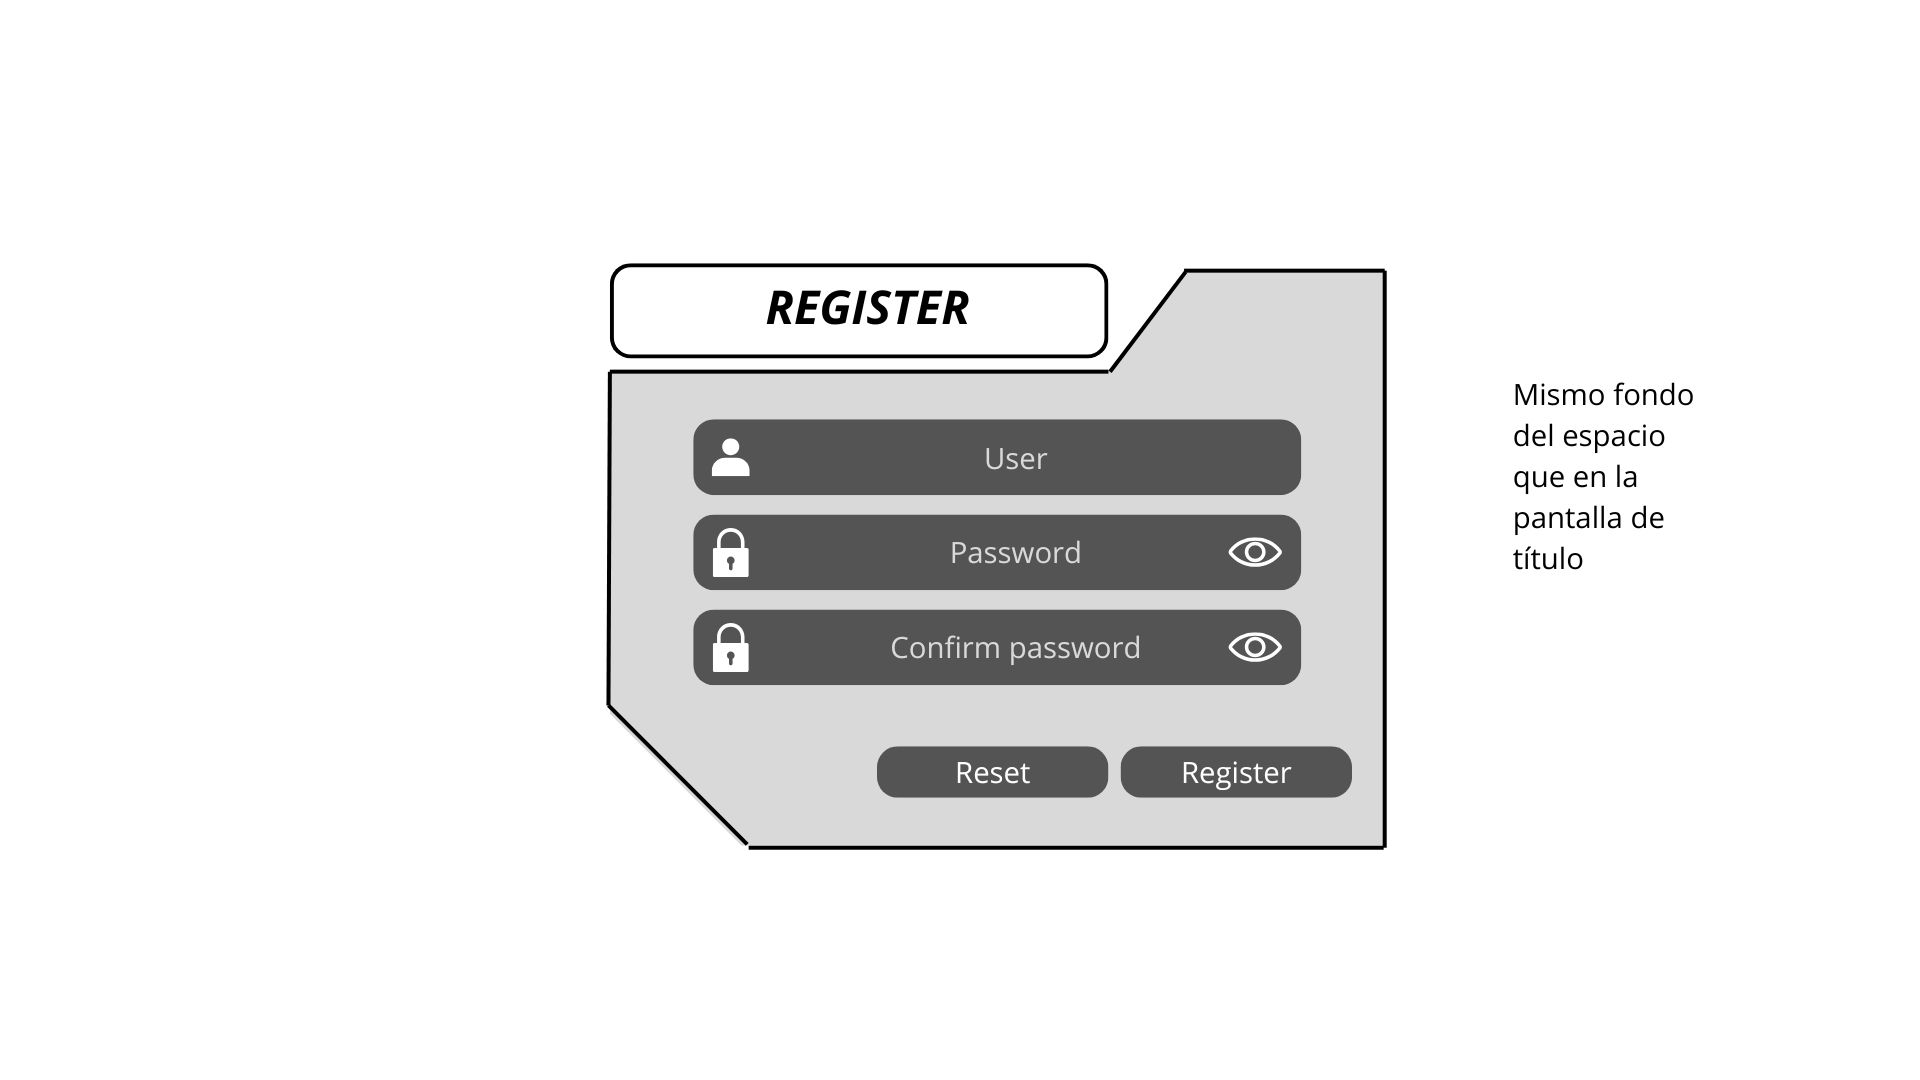 REGISTER
User
Password
Confirm password
Reset
Register
Mismo fondo
del espacio
que en la
pantalla de
título